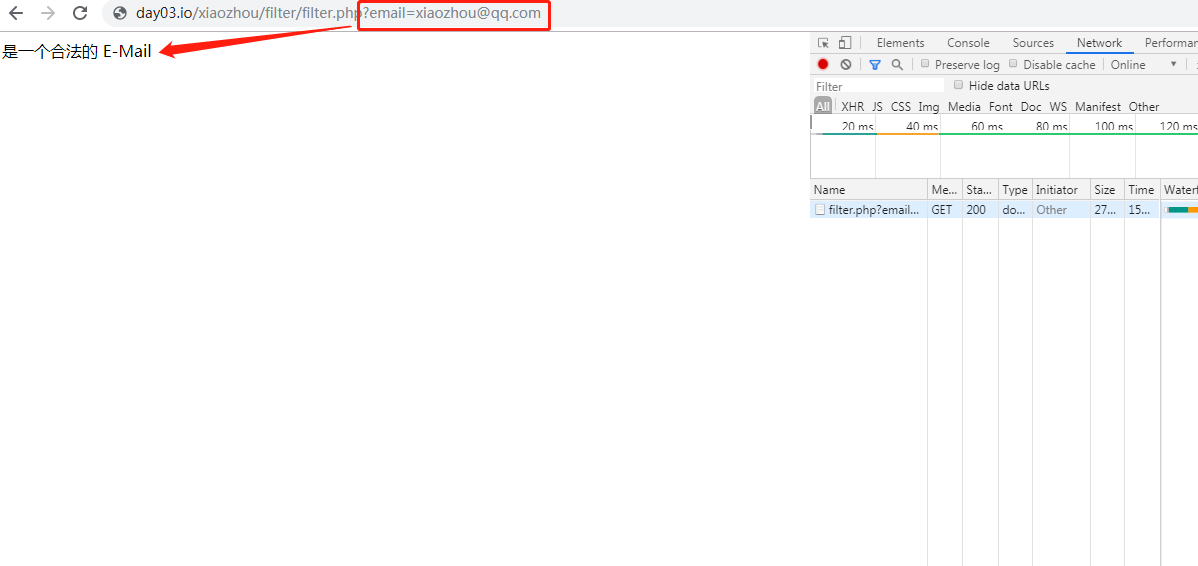 day03.io/xiaozhou/filter/filter.php?email=xiaozhou@qq.com
是一个合法的 E-Mail
Elements Console Sources Network Performan
Preserve log Disable cache Online
Filter Hide data URLs
All XHR JS CSS Img Media Font Doc WS Manifest Other
20 ms 40 ms 60 ms 80 ms 100 ms 120 ms
Name Me... Sta... Type Initiator Size Time Waterf
filter.php?email... GET 200 do... Other 27... 15...